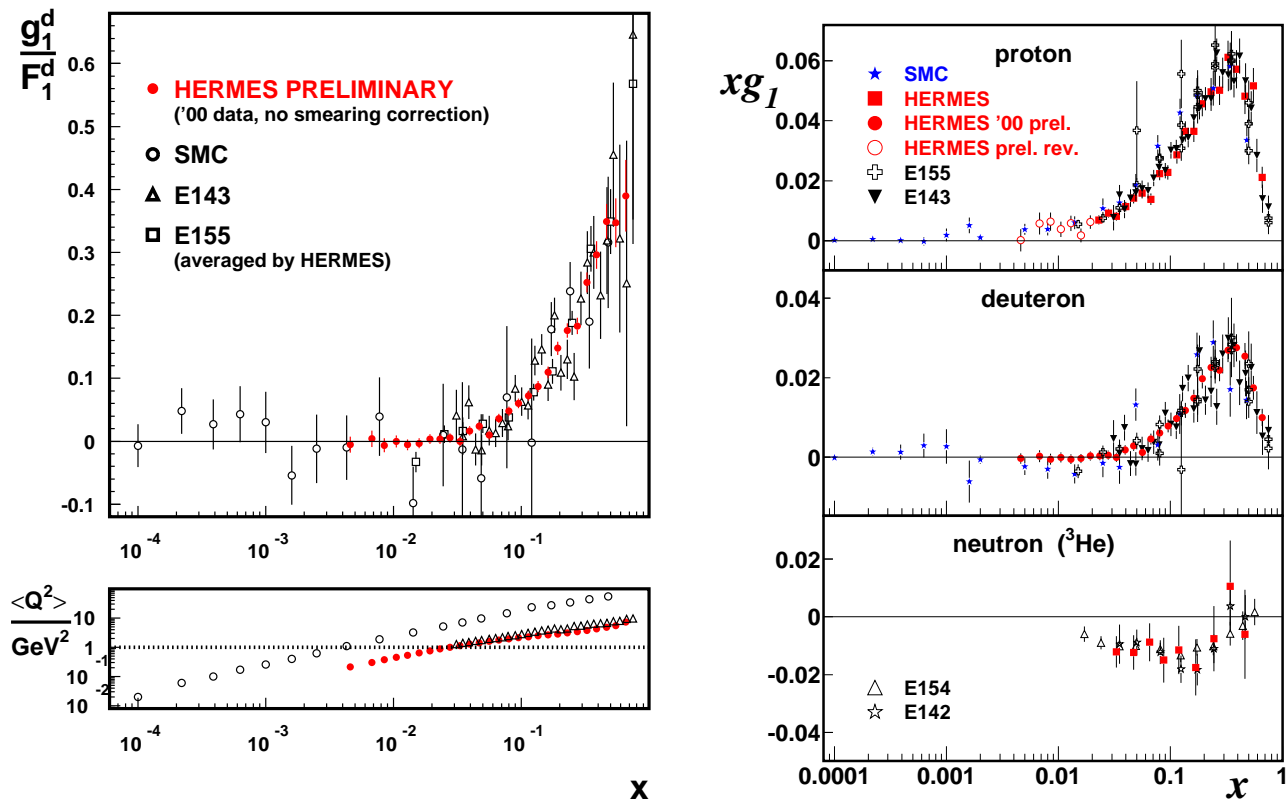 g₁ᵈ
F₁ᵈ
0.6
0.5
0.4
0.3
0.2
0.1
0
-0.1
HERMES PRELIMINARY
('00 data, no smearing correction)
SMC
E143
E155
(averaged by HERMES)
10⁻⁴ 10⁻³ 10⁻² 10⁻¹
<Q²>
GeV²
10
1
10⁻¹
10⁻²
10
10⁻⁴ 10⁻³ 10⁻² 10⁻¹
x
xg₁
0.06
0.04
0.02
0
proton
SMC
HERMES
HERMES '00 prel.
HERMES prel. rev.
E155
E143
0.04
0.02
0
deuteron
0.02
0
-0.02
-0.04
neutron (³He)
E154
E142
0.0001 0.001 0.01 0.1 1
x